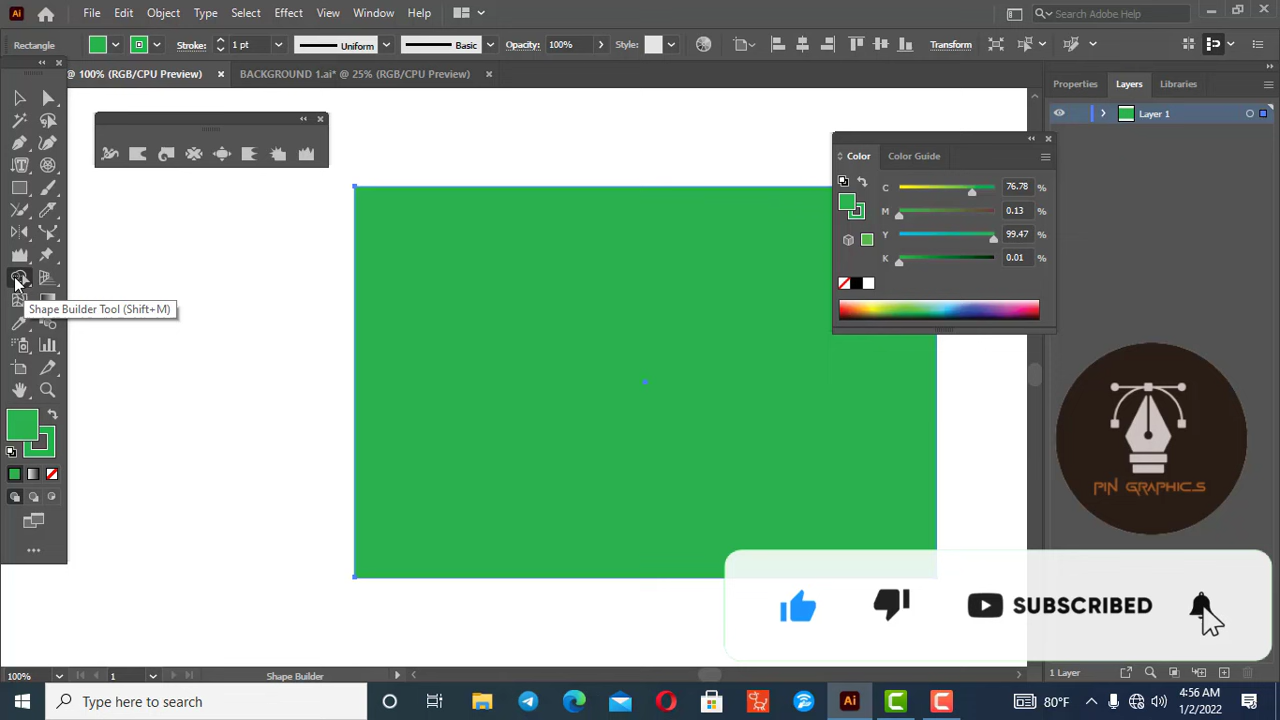 Ai File Edit Object Type Select Effect View Window Help Search Adobe Help
Rectangle Stroke: 1 pt Uniform Basic Opacity: 100% Style: Transform
@ 100% (RGB/CPU Preview) × BACKGROUND 1.ai* @ 25% (RGB/CPU Preview) ×
Properties Layers Libraries
Layer 1
Color Color Guide
C 76.78 %
M 0.13 %
Y 99.47 %
K 0.01 %
Shape Builder Tool (Shift+M)
PIN GRAPHICS
SUBSCRIBED
100% 1 Shape Builder 1 Layer
Type here to search Ai 80°F 4:56 AM
1/2/2022